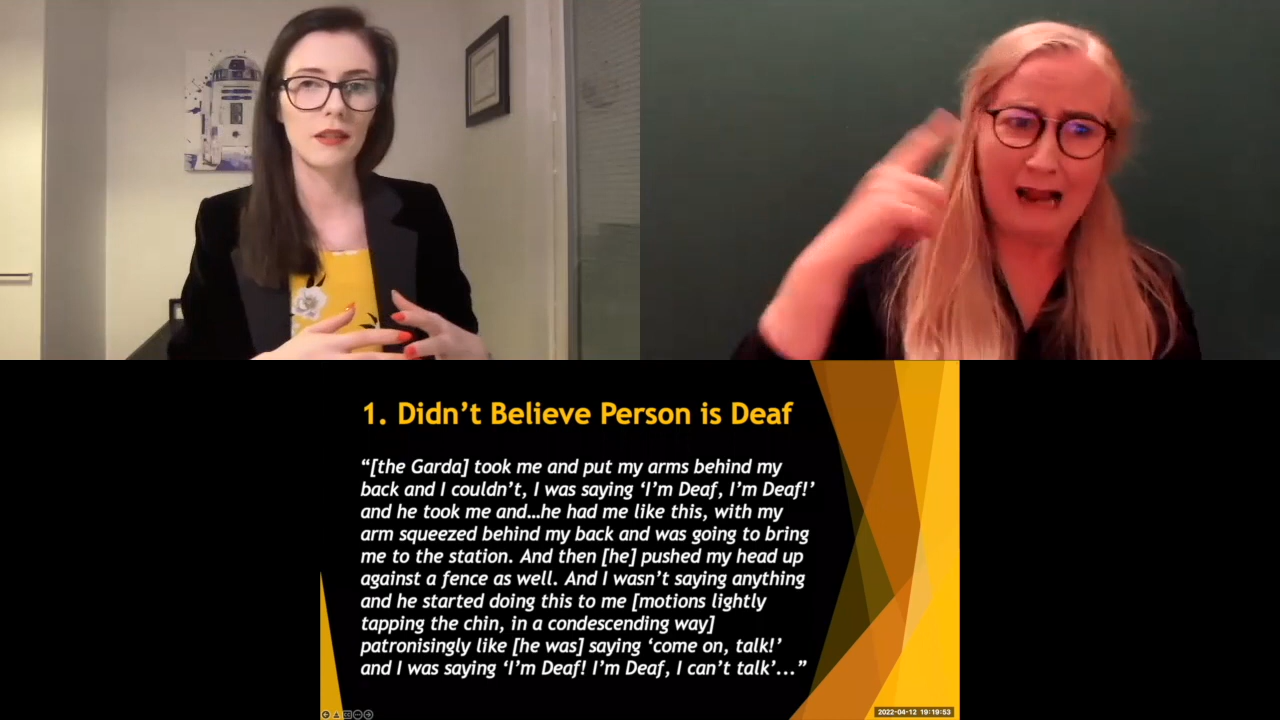 1. Didn’t Believe Person is Deaf
“[the Garda] took me and put my arms behind my
back and I couldn’t, I was saying ‘I’m Deaf, I’m Deaf!’
and he took me and…he had me like this, with my
arm squeezed behind my back and was going to bring
me to the station. And then [he] pushed my head up
against a fence as well. And I wasn’t saying anything
and he started doing this to me [motions lightly
tapping the chin, in a condescending way]
patronisingly like [he was] saying ‘come on, talk!’
and I was saying ‘I’m Deaf! I’m Deaf, I can’t talk’...”
2022-04-12 19:19:53